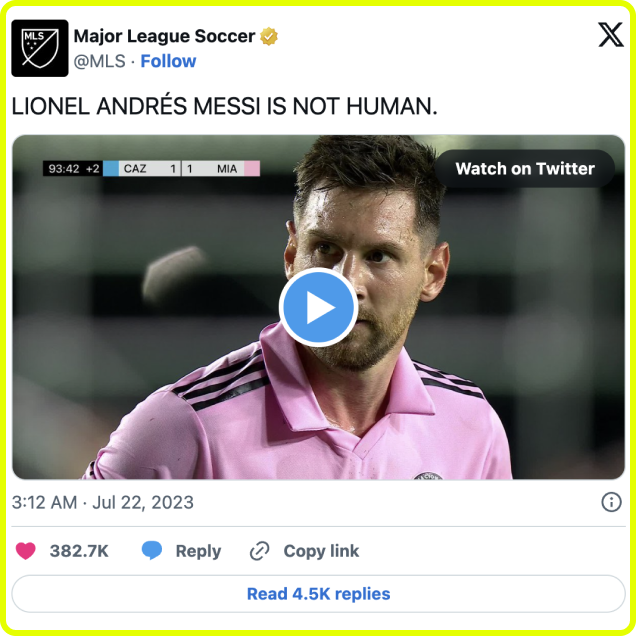 MLS
Major League Soccer
@MLS · Follow
LIONEL ANDRÉS MESSI IS NOT HUMAN.
93:42 +2 CAZ 1 1 MIA
Watch on Twitter
3:12 AM · Jul 22, 2023
382.7K Reply Copy link
Read 4.5K replies